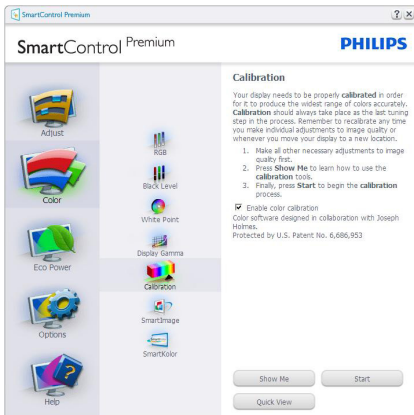 SmartControl Premium
SmartControl Premium
PHILIPS
Adjust
Color
Eco Power
Options
Help
RGB
Black Level
White Point
Display Gamma
Calibration
SmartImage
SmartKolor
Calibration
Your display needs to be properly calibrated in order
for it to produce the widest range of colors accurately.
Calibration should always take place as the last tuning
step in the process. Remember to recalibrate any time
you make individual adjustments to image quality or
whenever you move your display to a new location.
1. Make all other necessary adjustments to image
quality first.
2. Press Show Me to learn how to use the
calibration tools.
3. Finally, press Start to begin the calibration
process.
Enable color calibration
Color software designed in collaboration with Joseph
Holmes.
Protected by U.S. Patent No. 6,686,953
Show Me
Start
Quick View